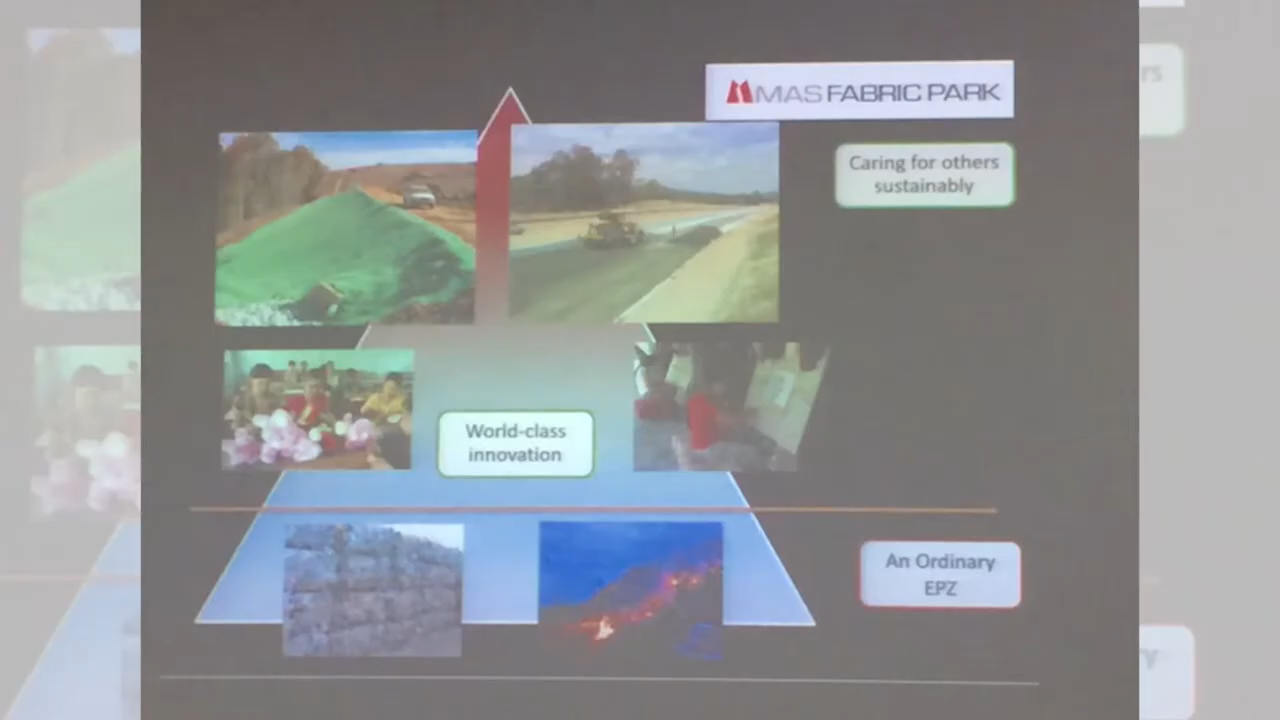 MAS FABRIC PARK
Caring for others
sustainably
World-class
innovation
An Ordinary
EPZ